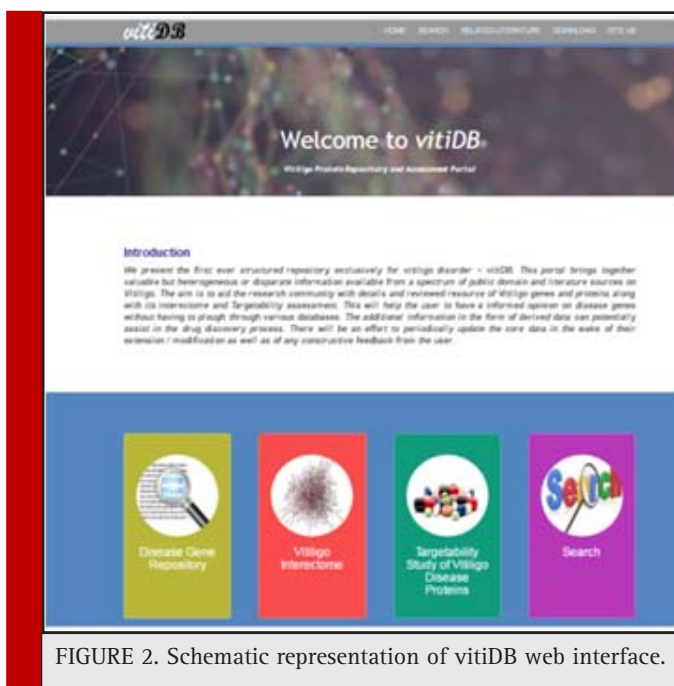 vitiDB
HOME SEARCH RELATED LITERATURE DOWNLOAD CITE US
Welcome to vitiDB
Vitiligo Protein Repository and Assessment Portal
Introduction
We present the first ever structured repository exclusively for vitiligo disorder – vitiDB. This portal brings together
valuable but heterogeneous or disparate information available from a spectrum of public domain and literature sources on
Vitiligo. The aim is to aid the research community with details and reviewed resource of Vitiligo genes and proteins along
with its interectome and Targetability assessment. This will help the user to have a informed opinion on disease genes
without having to plough through various databases. The additional information in the form of derived data can potentially
assist in the drug discovery process. There will be an effort to periodically update the core data in the wake of their
extension / modification as well as of any constructive feedback from the user.
Disease Gene
Repository
Vitiligo
Interectome
Targetability
Study of Vitiligo
Disease
Proteins
Search
Search
FIGURE 2. Schematic representation of vitiDB web interface.